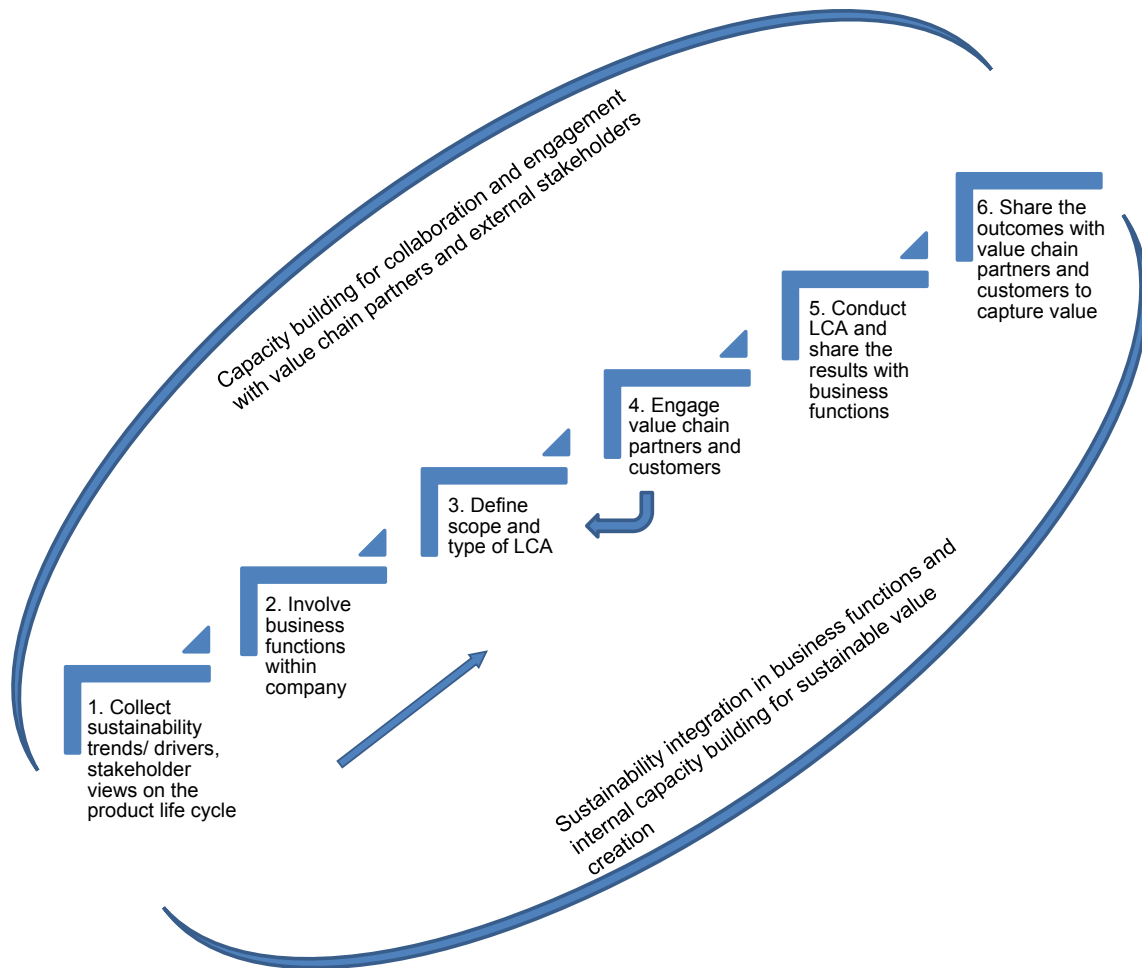 Capacity building for collaboration and engagement
with value chain partners and external stakeholders
1. Collect
sustainability
trends/ drivers,
stakeholder
views on the
product life cycle
2. Involve
business
functions
within
company
3. Define
scope and
type of LCA
4. Engage
value chain
partners and
customers
5. Conduct
LCA and
share the
results with
business
functions
6. Share the
outcomes with
value chain
partners and
customers to
capture value
Sustainability integration in business functions and
internal capacity building for sustainable value
creation